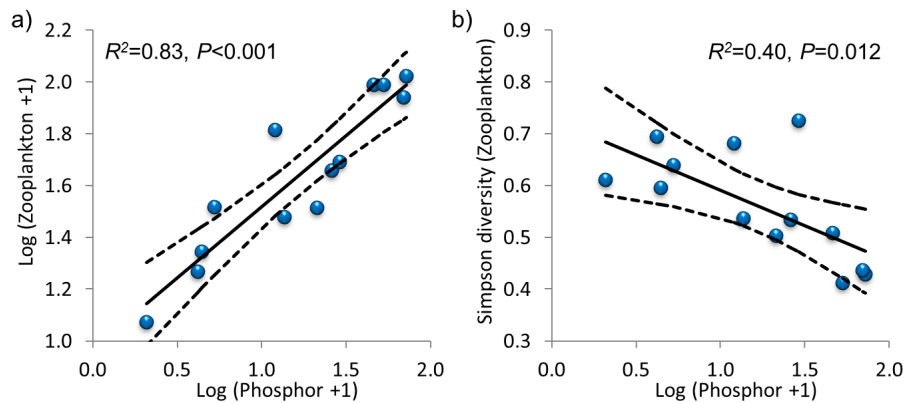 a)
R²=0.83, P<0.001
Log (Zooplankton +1)
2.2
2.0
1.8
1.6
1.4
1.2
1.0
0.0 0.5 1.0 1.5 2.0
Log (Phosphor +1)
b)
R²=0.40, P=0.012
Simpson diversity (Zooplankton)
0.9
0.8
0.7
0.6
0.5
0.4
0.3
0.0 0.5 1.0 1.5 2.0
Log (Phosphor +1)